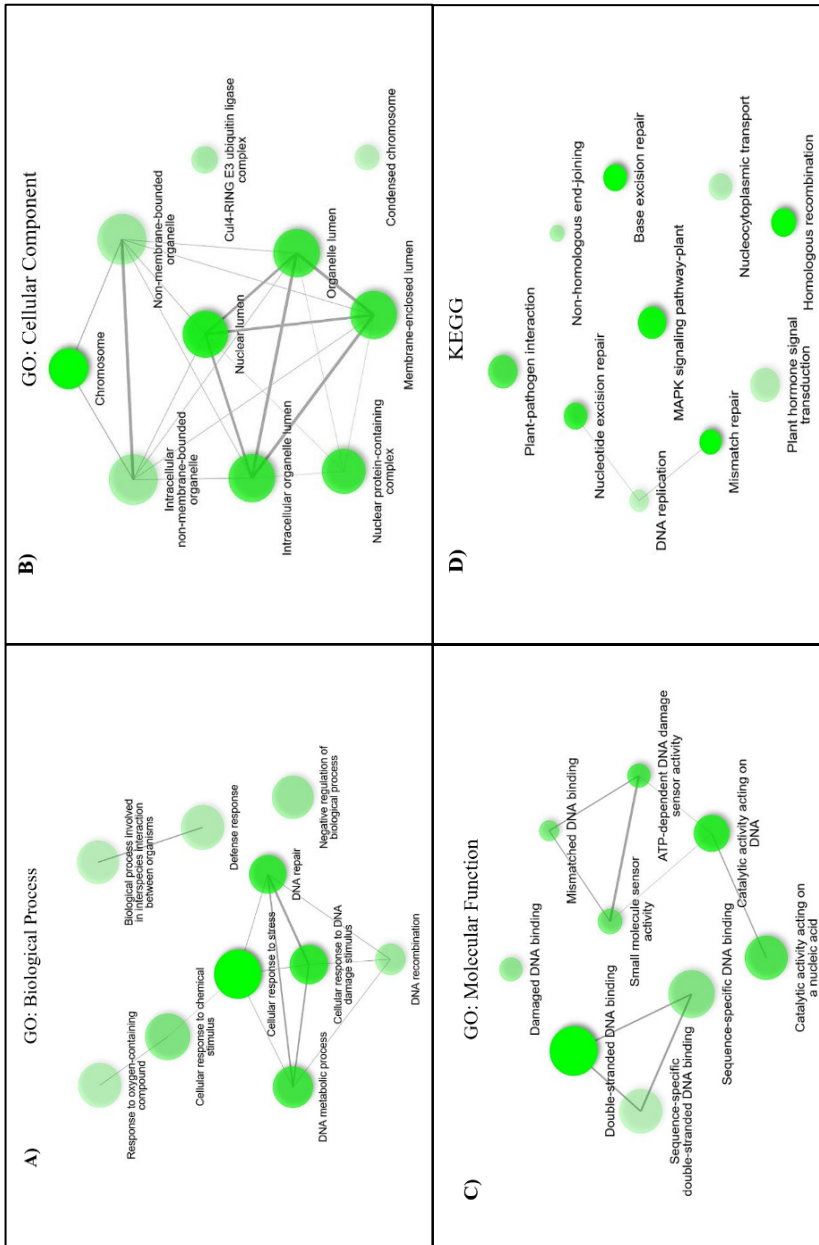 A)
GO: Biological Process
Response to oxygen-containing
compound
Biological process involved
in interspecies interaction
between organisms
Cellular response to chemical
stimulus
Defense response
Cellular response to stress
Negative regulation of
biological process
DNA repair
Cellular response to DNA
damage stimulus
DNA metabolic process
DNA recombination
B)
GO: Cellular Component
Chromosome
Intracellular
non-membrane-bounded
organelle
Non-membrane-bounded
organelle
Cul4-RING E3 ubiquitin ligase
complex
Nuclear lumen
Intracellular organelle lumen
Organelle lumen
Nuclear protein-containing
complex
Membrane-enclosed lumen
Condensed chromosome
C)
GO: Molecular Function
Damaged DNA binding
Mismatched DNA binding
Double-stranded DNA binding
Small molecule sensor
activity
ATP-dependent DNA damage
sensor activity
Sequence-specific
double-stranded DNA binding
Sequence-specific DNA binding
Catalytic activity acting on
DNA
Catalytic activity acting on
a nucleic acid
D)
KEGG
Plant-pathogen interaction
Non-homologous end-joining
Nucleotide excision repair
Base excision repair
DNA replication
MAPK signaling pathway-plant
Mismatch repair
Nucleocytoplasmic transport
Plant hormone signal
transduction
Homologous recombination